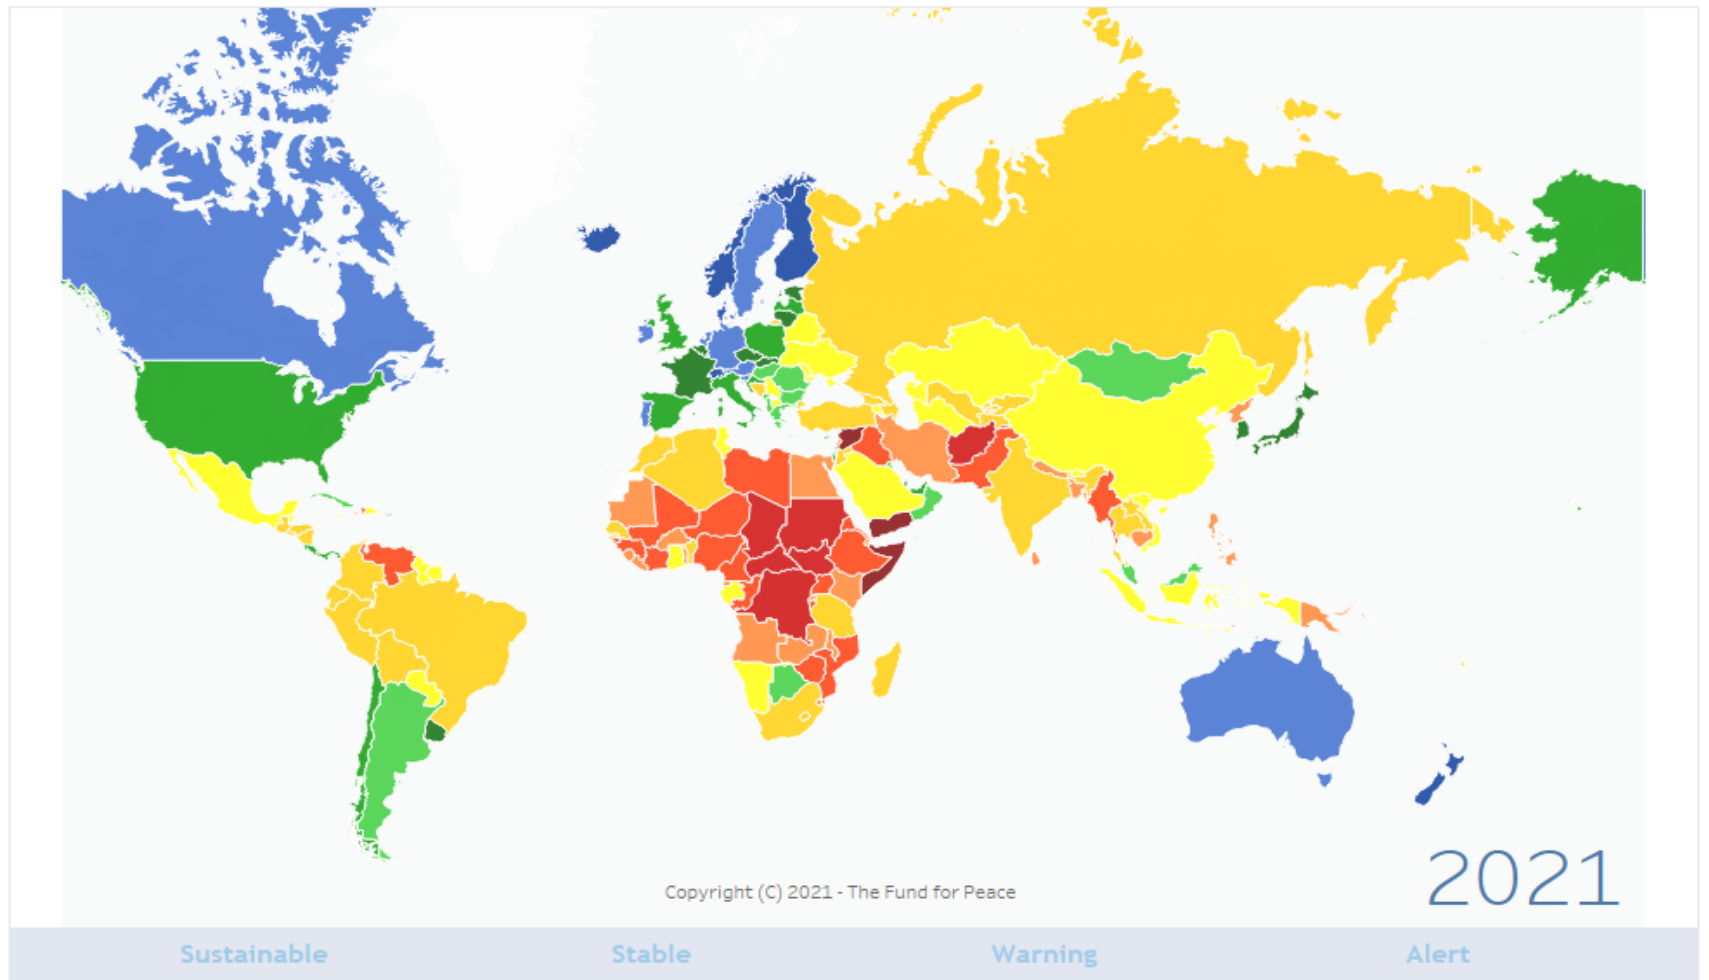 Copyright (C) 2021 - The Fund for Peace
2021
Sustainable
Stable
Warning
Alert